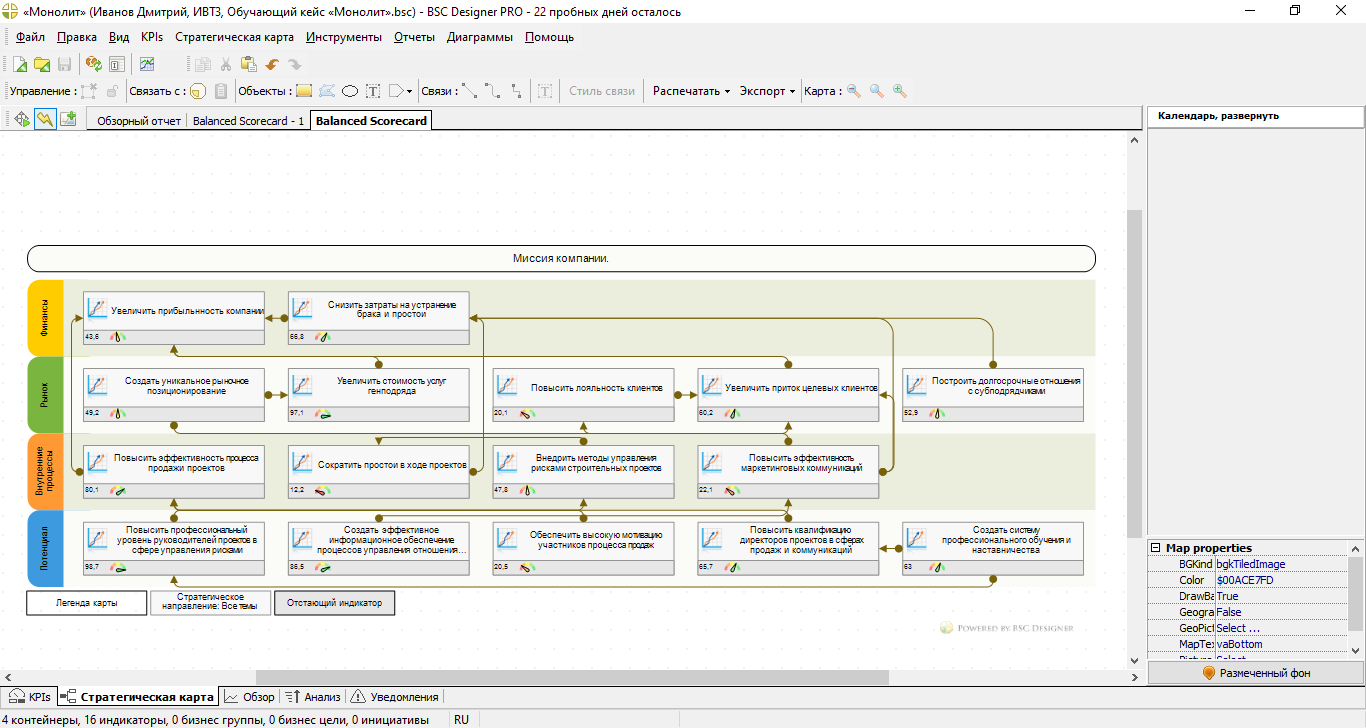 «Монолит» (Иванов Дмитрий, ИВТЗ, Обучающий кейс «Монолит».bsc) - BSC Designer PRO - 22 пробных дней осталось
Файл Правка Вид KPIs Стратегическая карта Инструменты Отчеты Диаграммы Помощь
Управление : Связать с : Объекты : Связи : Стиль связи Распечатать Экспорт Карта :
Обзорный отчет Balanced Scorecard - 1 Balanced Scorecard
Календарь, развернуть
Миссия компании.
Финансы
Увеличить прибыльнность компании
43,6
Снизить затраты на устранение
брака и простои
66,8
Рынок
Создать уникальное рыночное
позиционирование
49,2
Увеличить стоимость услуг
генподряда
97,1
Повысить лояльность клиентов
20,1
Увеличить приток целевых клиентов
60,2
Построить долгосрочные отношения
с субподрядчиками
52,9
Внутренние
процессы
Повысить эффективность процесса
продажи проектов
80,1
Сократить простои в ходе проектов
12,2
Внедрить методы управления
рисками строительных проектов
47,8
Повысить эффективность
маркетинговых коммуникаций
22,1
Потенциал
Повысить профессиональный
уровень руководителей проектов в
сфере управления рисками
98,7
Создать эффективное
информационное обеспечение
процессов управления отношения...
86,5
Обеспечить высокую мотивацию
участников процесса продаж
20,5
Повысить квалификацию
директоров проектов в сферах
продаж и коммуникаций
65,7
Создать систему
профессионального обучения и
наставничества
63
Легенда карты
Стратегическое
направление: Все темы
Отстающий индикатор
Powered by BSC Designer
Map properties
BGKind bgkTiledImage
Color $00ACE7FD
DrawBa True
Geogra False
GeoPict Select ...
MapTex vaBottom
Размеченный фон
KPIs Стратегическая карта Обзор Анализ Уведомления
4 контейнеры, 16 индикаторы, 0 бизнес группы, 0 бизнес цели, 0 инициативы RU